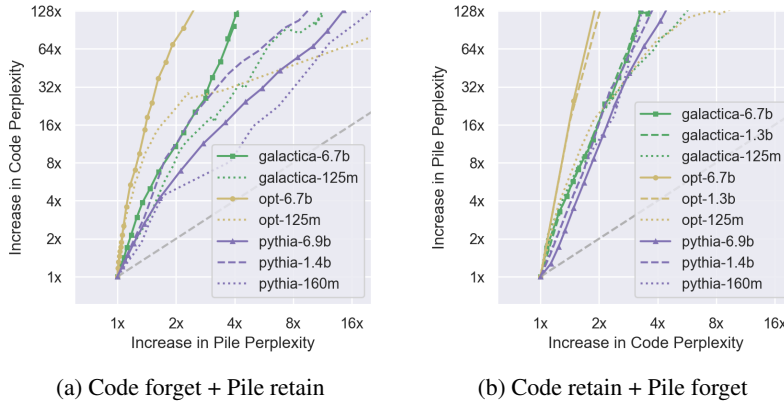 128x
64x
32x
16x
8x
4x
2x
1x
Increase in Code Perplexity
galactica-6.7b
galactica-125m
opt-6.7b
opt-125m
pythia-6.9b
pythia-1.4b
pythia-160m
1x 2x 4x 8x 16x
Increase in Pile Perplexity
(a) Code forget + Pile retain
128x
64x
32x
16x
8x
4x
2x
1x
Increase in Pile Perplexity
galactica-6.7b
galactica-1.3b
galactica-125m
opt-6.7b
opt-1.3b
opt-125m
pythia-6.9b
pythia-1.4b
pythia-160m
1x 2x 4x 8x 16x
Increase in Code Perplexity
(b) Code retain + Pile forget